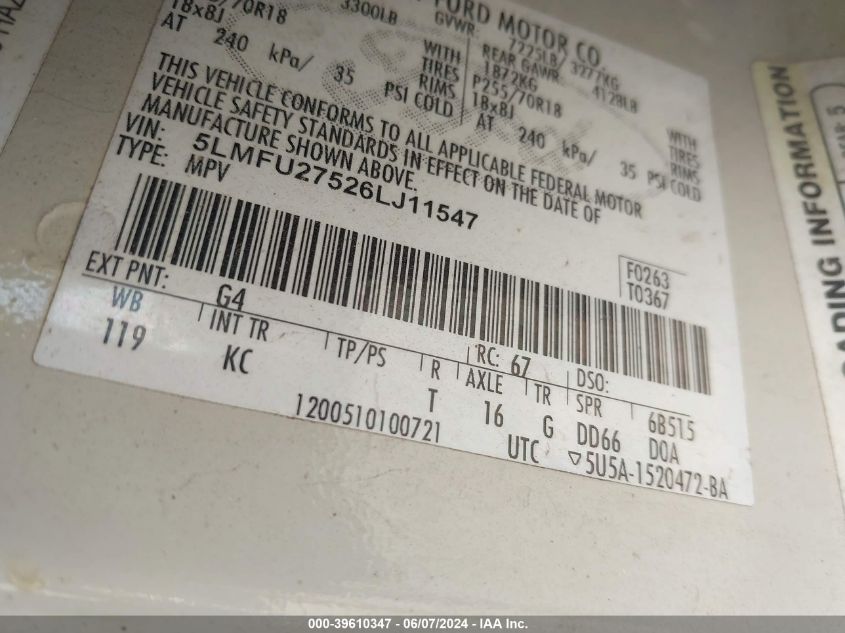 FORD MOTOR CO.
3300LB
GVWR: 7225LB/ 3277KG
/70R18
18x8J
AT 240 kPa/ 35 PSI COLD
WITH
TIRES
RIMS
REAR GAWR: 4128LB
1872KG
P255/70R18
18x8J
AT 240 kPa/ 35 PSI COLD
WITH
TIRES
RIMS
THIS VEHICLE CONFORMS TO ALL APPLICABLE FEDERAL MOTOR
VEHICLE SAFETY STANDARDS IN EFFECT ON THE DATE OF
MANUFACTURE SHOWN ABOVE.
VIN: 5LMFU27526LJ11547
TYPE: MPV
F0263
T0367
EXT PNT: G4
RC: 67 DSO:
WB INT TR TP/PS R AXLE TR SPR 6B515
119 KC T 16 G DD66 DOA
1200510100721 UTC ▽5U5A-1520472-BA
ADING INFORMATION
000-39610347 - 06/07/2024 - IAA Inc.